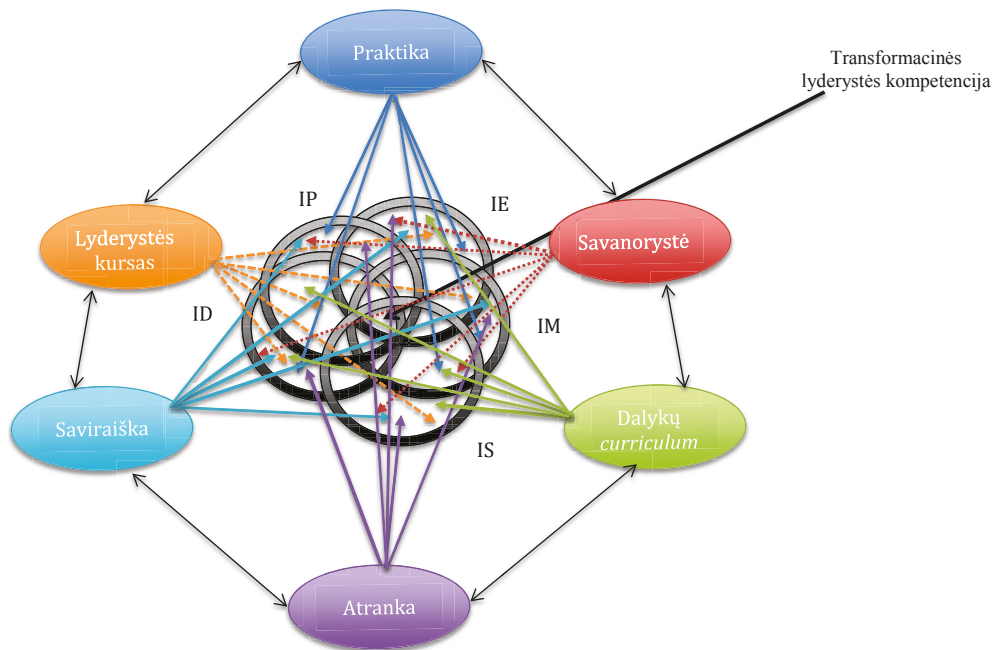 Praktika
Transformacinės
lyderystės kompetencija
IP
IE
Lyderystės
kursas
Savanorystė
ID
IM
Saviraiška
Dalykų
curriculum
IS
Atranka